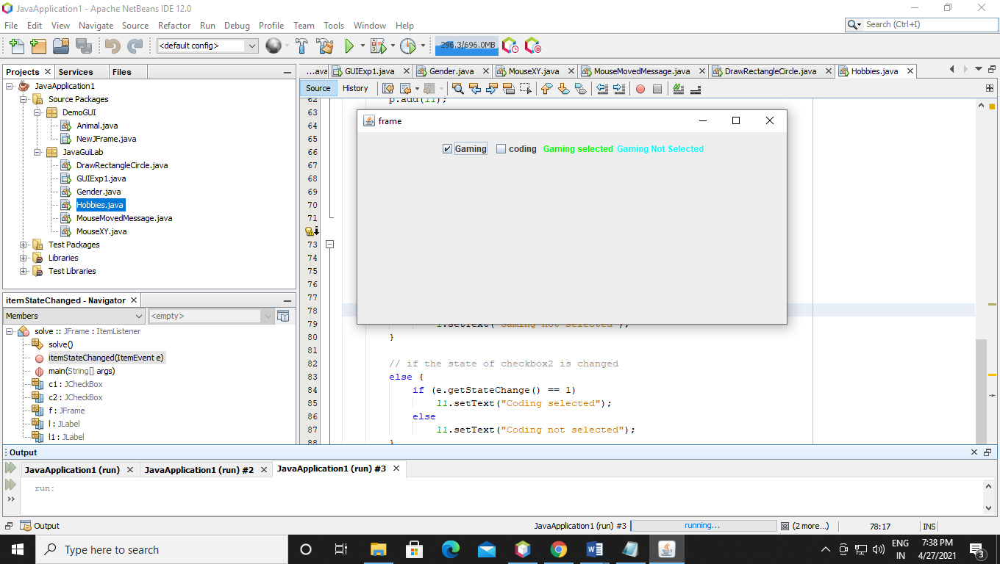 JavaApplication1 - Apache NetBeans IDE 12.0
File Edit View Navigate Source Refactor Run Debug Profile Team Tools Window Help
Search (Ctrl+I)
<default config>
296.3/696.0MB
Projects Services Files
JavaApplication1
Source Packages
DemoGUI
Animal.java
NewJFrame.java
JavaGuiLab
DrawRectangleCircle.java
GUIExp1.java
Gender.java
Hobbies.java
MouseMovedMessage.java
MouseXY.java
Test Packages
Libraries
Test Libraries
itemStateChanged - Navigator
Members <empty>
solve :: JFrame : ItemListener
solve()
itemStateChanged(ItemEvent e)
main(String[] args)
c1 : JCheckBox
c2 : JCheckBox
f : JFrame
l : JLabel
l1 : JLabel
...ava GUIExp1.java Gender.java MouseXY.java MouseMovedMessage.java DrawRectangleCircle.java Hobbies.java
Source History
62 p.add(l1);
63
64
65
66
67
68
69
70
71
73
74
75
76
77
78
79 l.setText("Gaming not selected");
80 }
81
82 // if the state of checkbox2 is changed
83 else {
84 if (e.getStateChange() == 1)
85 l1.setText("Coding selected");
86 else
87 l1.setText("Coding not selected");
88 }
frame
Gaming coding Gaming selected Gaming Not Selected
Output
JavaApplication1 (run) JavaApplication1 (run) #2 JavaApplication1 (run) #3
run:
Output
JavaApplication1 (run) #3 running... (2 more...) 78:17 INS
Type here to search
ENG
IN
7:38 PM
4/27/2021
3